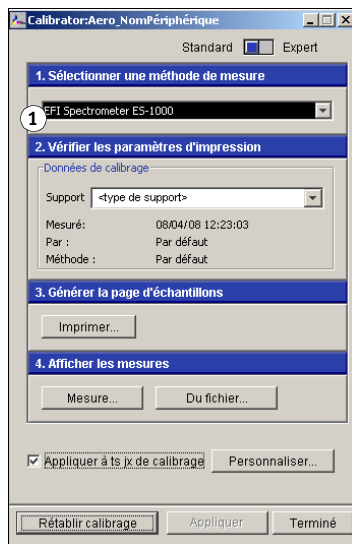 Calibrator:Aero_NomPériphérique
Standard Expert
1. Sélectionner une méthode de mesure
1
EFI Spectrometer ES-1000
2. Vérifier les paramètres d'impression
Données de calibrage
Support <type de support>
Mesuré: 08/04/08 12:23:03
Par : Par défaut
Méthode : Par défaut
3. Générer la page d'échantillons
Imprimer...
4. Afficher les mesures
Mesure... Du fichier...
Appliquer à ts jx de calibrage Personnaliser...
Rétablir calibrage Appliquer Terminé